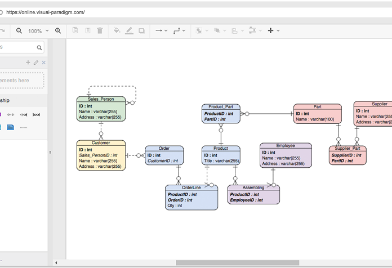 https://online.visual-paradigm.com/
100%
Sales_Person
ID : int
Name : varchar(255)
Address : varchar(255)
Customer
ID : int
Sales_PersonID : int
Name : varchar(255)
Address : varchar(255)
Order
ID : int
CustomerID : int
Product_Part
ProductID : int
PartID : int
Product
ID : int
Title : varchar(255)
Employee
ID : int
Name : varchar(255)
Address : varchar(255)
Part
ID : int
Name : varchar(100)
Supplier
ID : int
Name : varchar(255)
Address : varchar(255)
Supplier_Part
SupplierID : int
PartID : int
OrderLine
ProductID : int
OrderID : int
Qty : int
Assembling
ProductID : int
EmployeeID : int